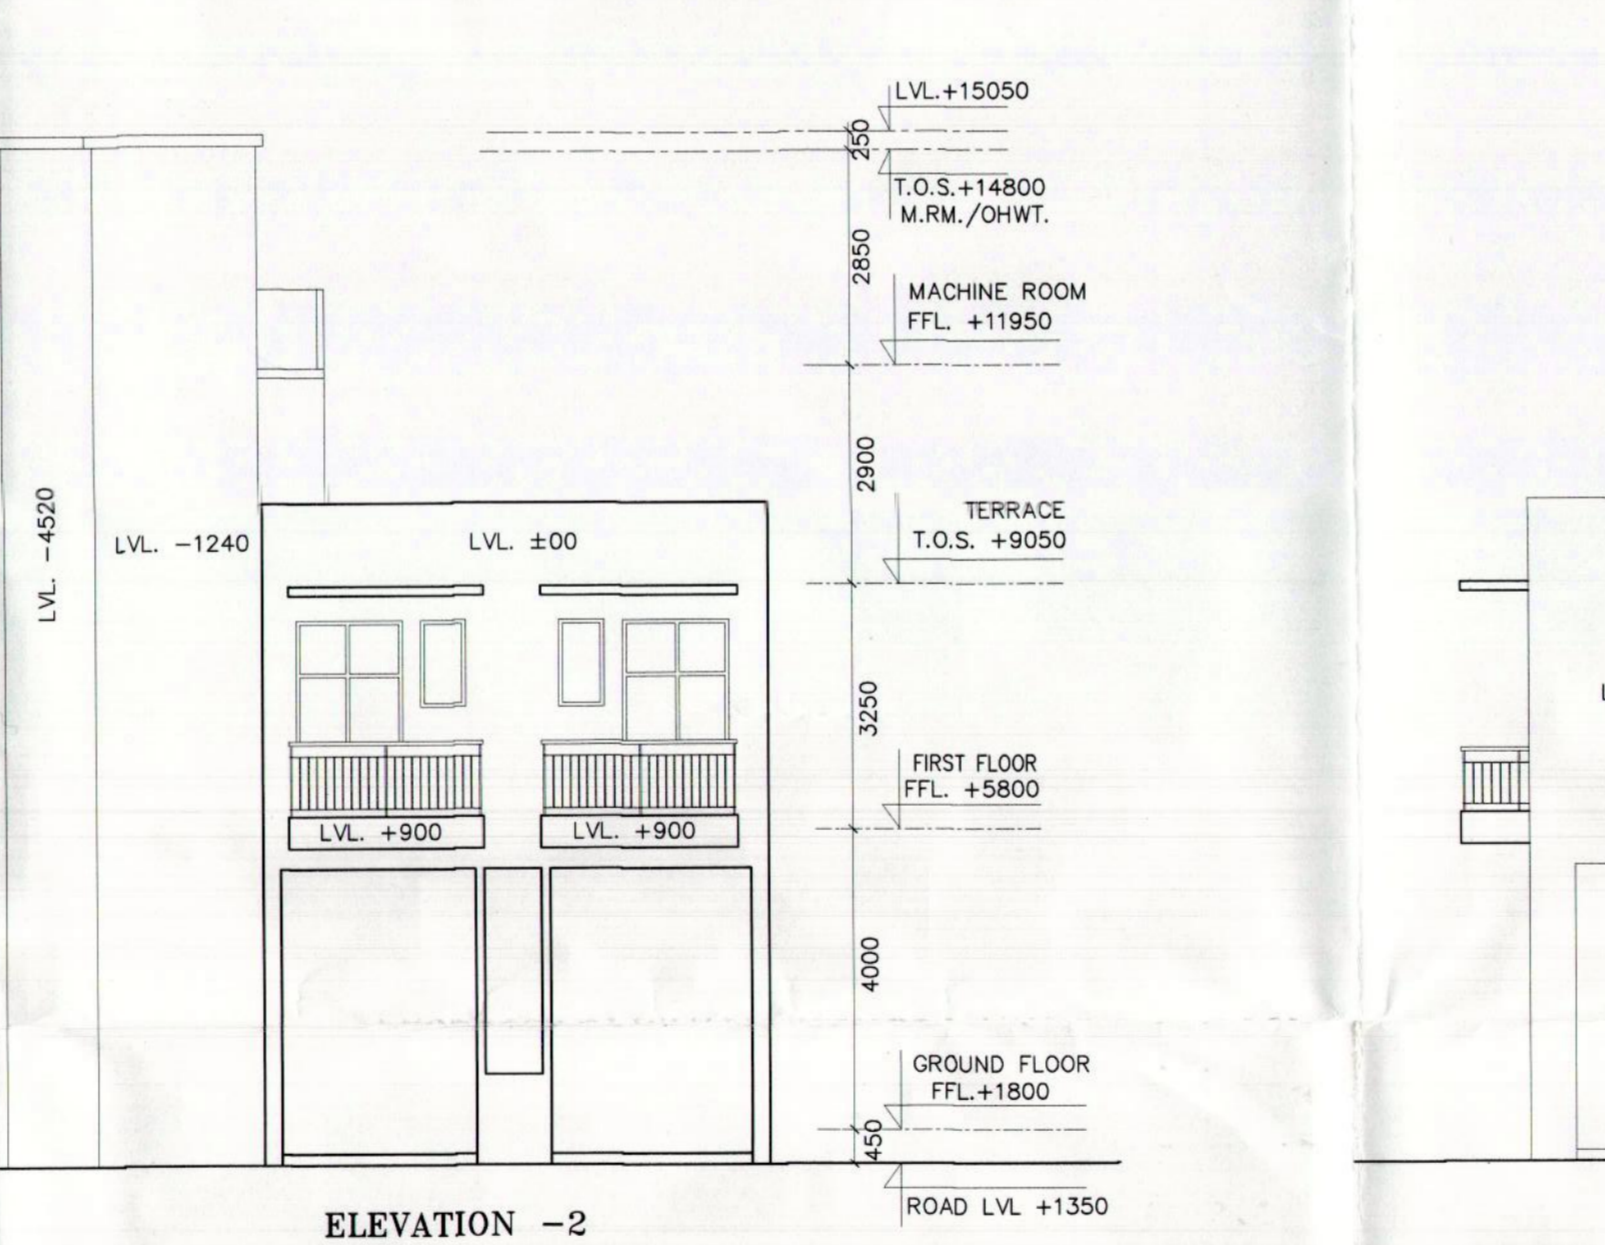 LVL.+15050
250
T.O.S.+14800
M.RM./OHWT.
2850
MACHINE ROOM
FFL. +11950
2900
TERRACE
T.O.S. +9050
LVL. -4520
LVL. -1240
LVL. ±00
3250
FIRST FLOOR
FFL. +5800
LVL. +900
LVL. +900
4000
GROUND FLOOR
FFL.+1800
450
ROAD LVL +1350
ELEVATION -2